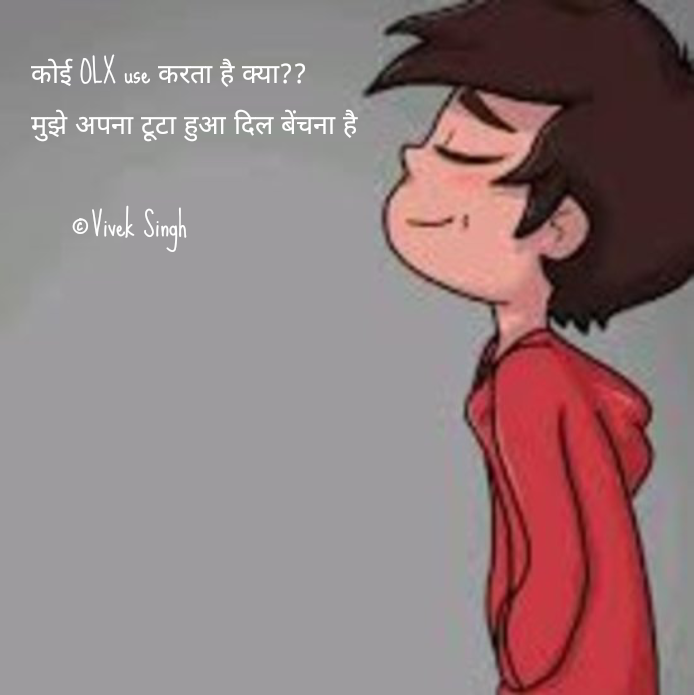 कोई OLX use करता है क्या??
मुझे अपना टूटा हुआ दिल बेंचना है
©Vivek Singh